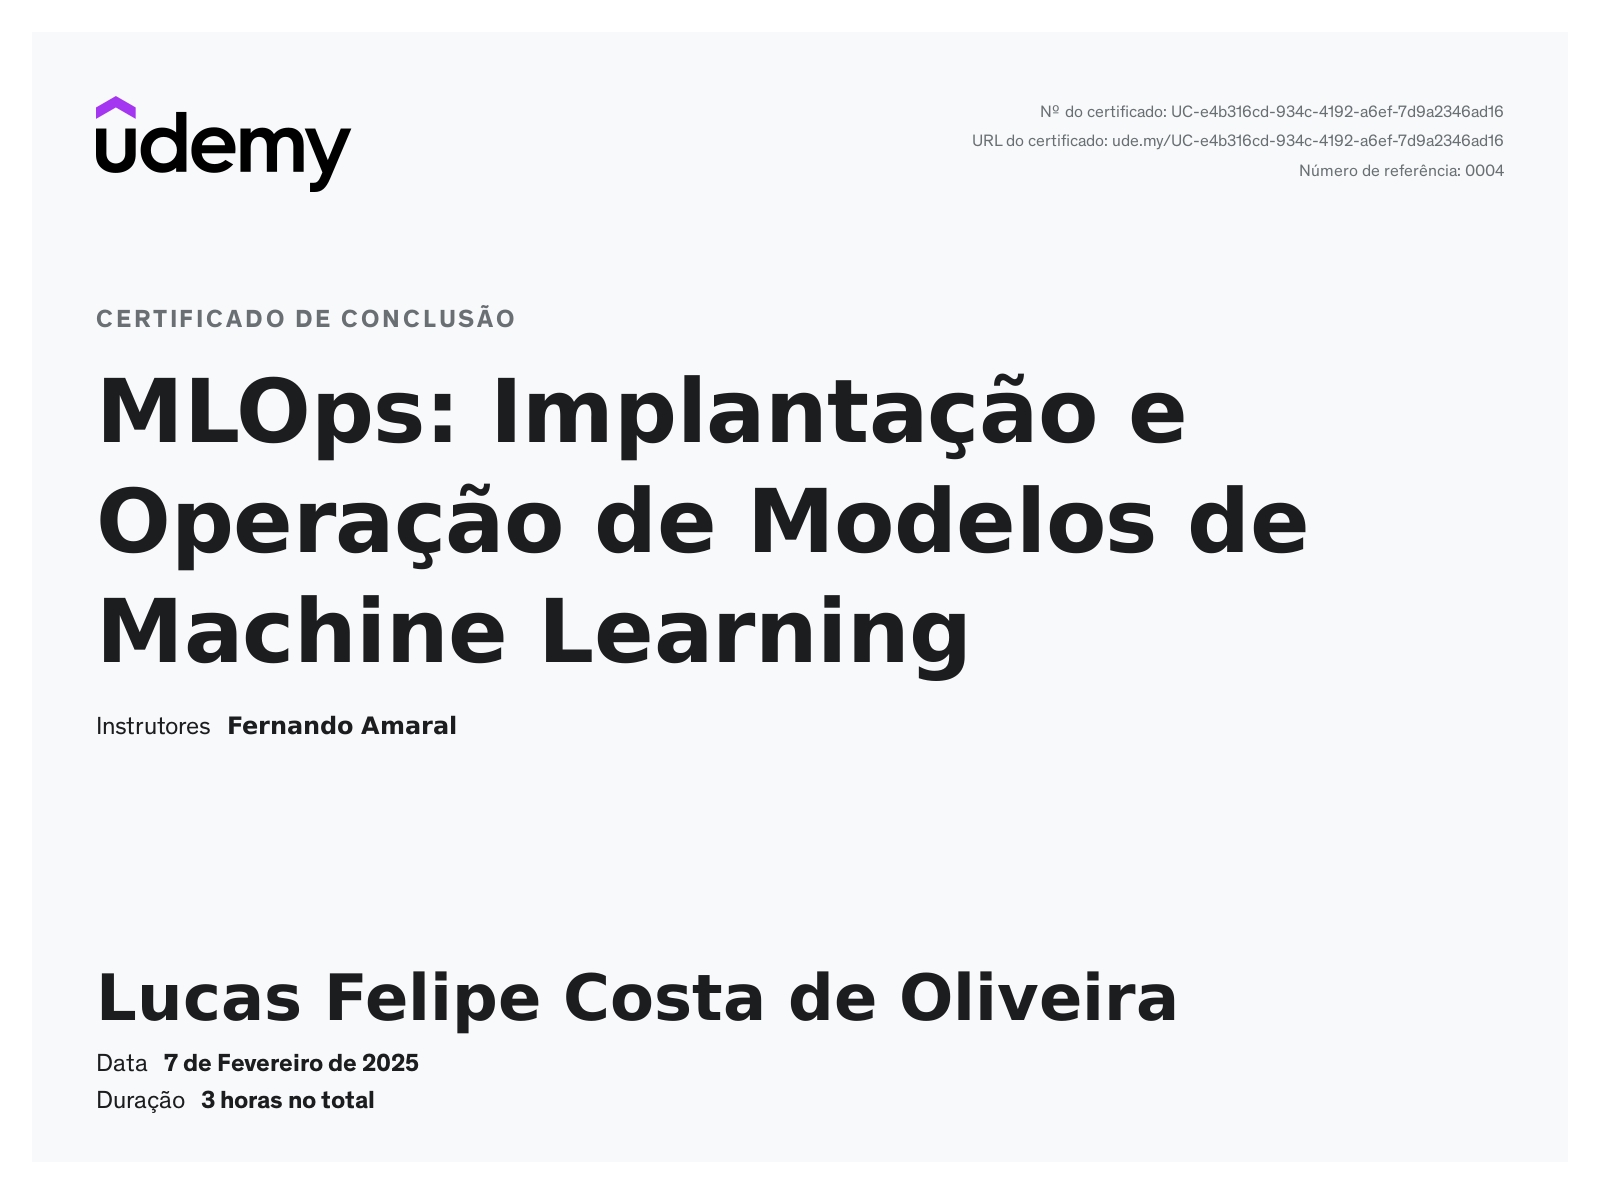 udemy
Nº do certificado: UC-e4b316cd-934c-4192-a6ef-7d9a2346ad16
URL do certificado: ude.my/UC-e4b316cd-934c-4192-a6ef-7d9a2346ad16
Número de referência: 0004
CERTIFICADO DE CONCLUSÃO
MLOps: Implantação e
Operação de Modelos de
Machine Learning
Instrutores Fernando Amaral
Lucas Felipe Costa de Oliveira
Data 7 de Fevereiro de 2025
Duração 3 horas no total